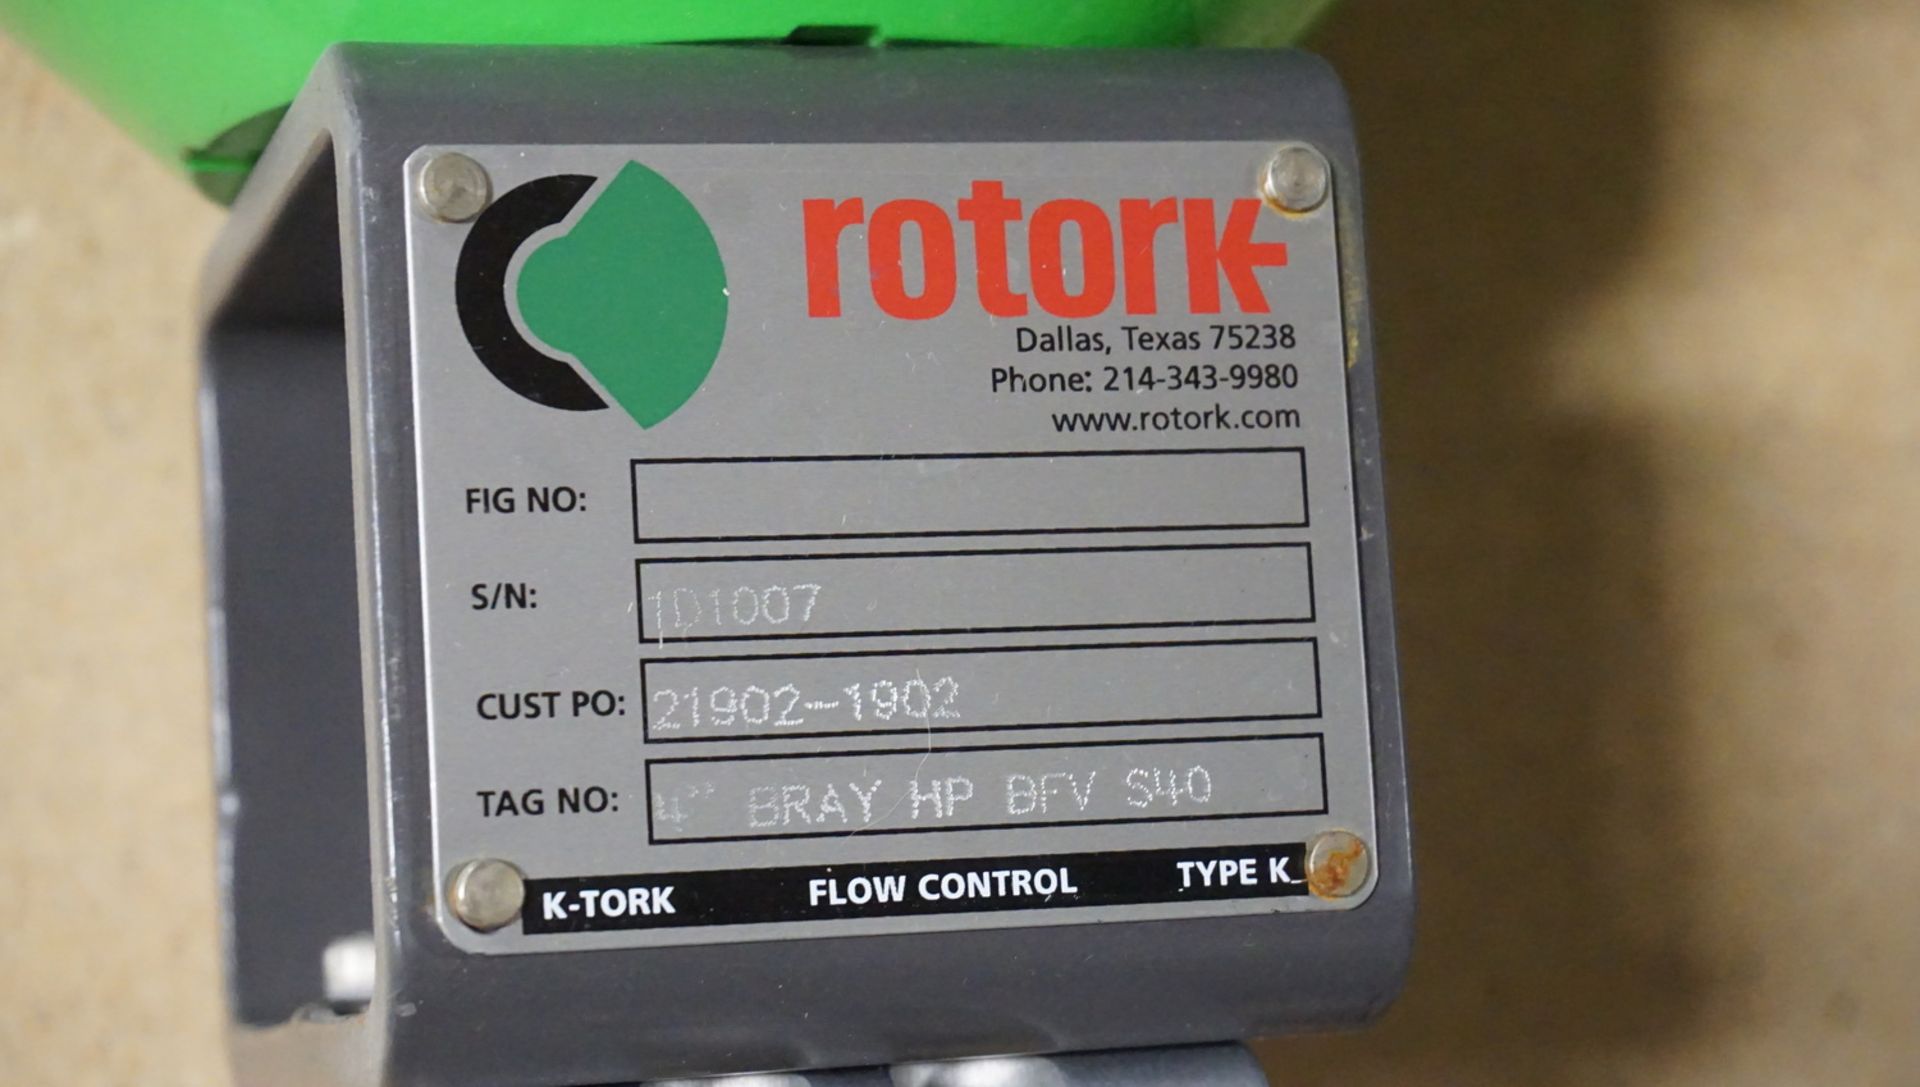 rotork
Dallas, Texas 75238
Phone: 214-343-9980
www.rotork.com
FIG NO:
S/N: 1D1007
CUST PO: 21902-1902
TAG NO: 4" BRAY HP BFV S40
K-TORK FLOW CONTROL TYPE K